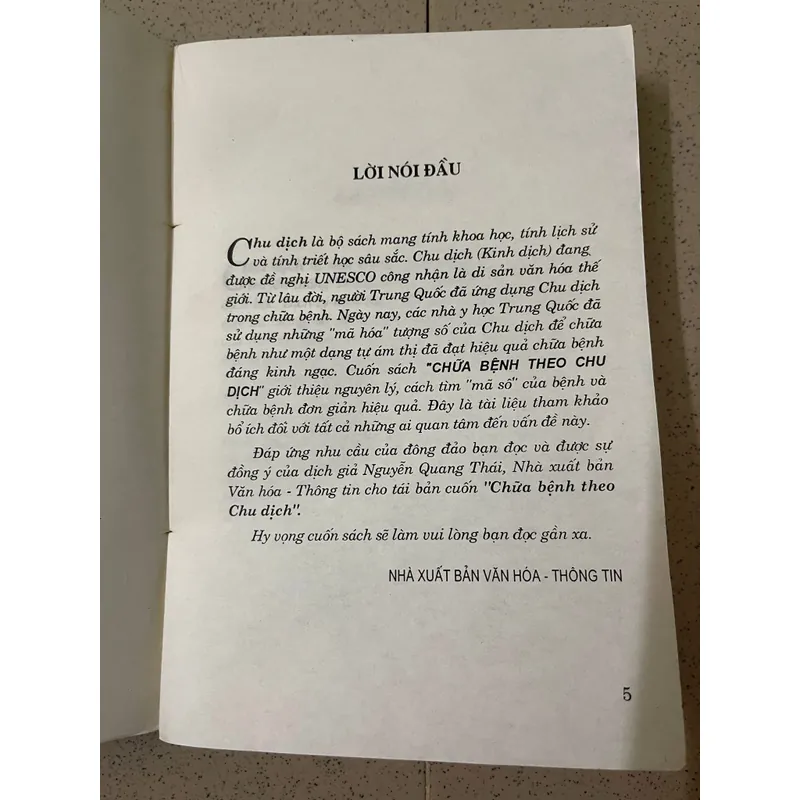 LỜI NÓI ĐẦU
Chu dịch là bộ sách mang tính khoa học, tính lịch sử
và tính triết học sâu sắc. Chu dịch (Kinh dịch) đang
được đề nghị UNESCO công nhận là di sản văn hóa thế
giới. Từ lâu đời, người Trung Quốc đã ứng dụng Chu dịch
trong chữa bệnh. Ngày nay, các nhà y học Trung Quốc đã
sử dụng những "mã hóa" tượng số của Chu dịch để chữa
bệnh như một dạng tự ám thị đã đạt hiệu quả chữa bệnh
đáng kinh ngạc. Cuốn sách "CHỮA BỆNH THEO CHU
DỊCH" giới thiệu nguyên lý, cách tìm "mã số" của bệnh và
chữa bệnh đơn giản hiệu quả. Đây là tài liệu tham khảo
bổ ích đối với tất cả những ai quan tâm đến vấn đề này.
Đáp ứng nhu cầu của đông đảo bạn đọc và được sự
đồng ý của dịch giả Nguyễn Quang Thái, Nhà xuất bản
Văn hóa - Thông tin cho tái bản cuốn "Chữa bệnh theo
Chu dịch".
Hy vọng cuốn sách sẽ làm vui lòng bạn đọc gần xa.
NHÀ XUẤT BẢN VĂN HÓA - THÔNG TIN
5